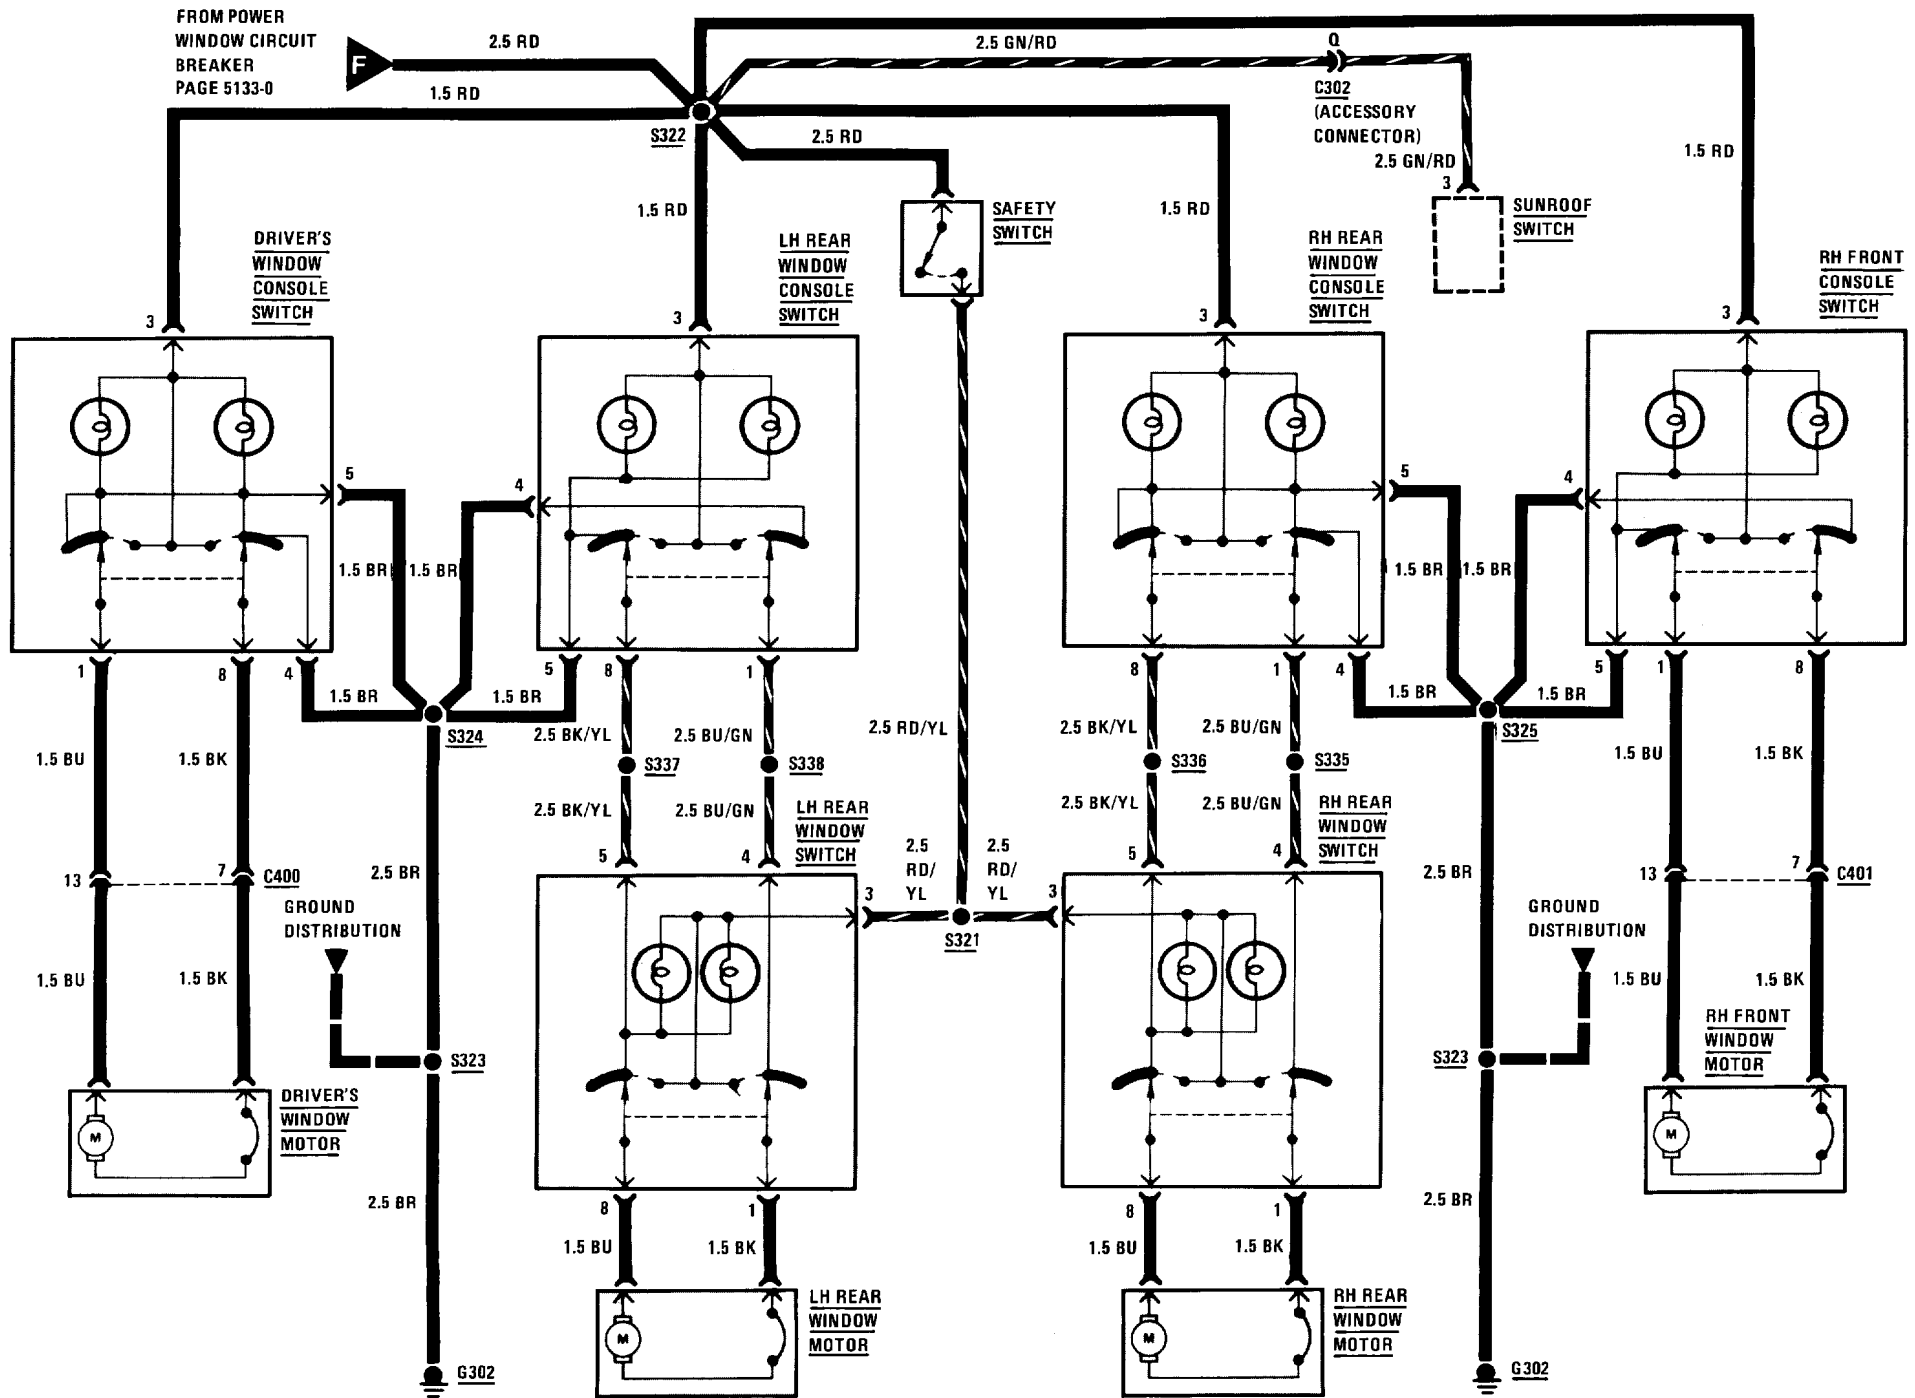 FROM POWER
WINDOW CIRCUIT
BREAKER
PAGE 5133-0
F
2.5 RD
1.5 RD
S322
2.5 GN/RD
Q
C302
(ACCESSORY
CONNECTOR)
2.5 GN/RD
3
SUNROOF
SWITCH
1.5 RD
2.5 RD
SAFETY
SWITCH
1.5 RD
1.5 RD
DRIVER'S
WINDOW
CONSOLE
SWITCH
3
LH REAR
WINDOW
CONSOLE
SWITCH
3
RH REAR
WINDOW
CONSOLE
SWITCH
3
RH FRONT
CONSOLE
SWITCH
3
5
4
5
4
1.5 BR
1.5 BR
1.5 BR
1.5 BR
1
8
4
1.5 BR
1.5 BR
5
8
1
8
1
4
1.5 BR
1.5 BR
5
1
8
S324
S325
1.5 BU
1.5 BK
2.5 BK/YL
2.5 BU/GN
2.5 RD/YL
2.5 BK/YL
2.5 BU/GN
1.5 BU
1.5 BK
S337
S338
S336
S335
2.5 BK/YL
2.5 BU/GN
2.5 BK/YL
2.5 BU/GN
LH REAR
WINDOW
SWITCH
RH REAR
WINDOW
SWITCH
5
4
5
4
2.5
RD/
YL
2.5
RD/
YL
3
3
S321
13
7
C400
2.5 BR
2.5 BR
13
7
C401
GROUND
DISTRIBUTION
GROUND
DISTRIBUTION
1.5 BU
1.5 BK
1.5 BU
1.5 BK
S323
S323
RH FRONT
WINDOW
MOTOR
DRIVER'S
WINDOW
MOTOR
M
M
2.5 BR
2.5 BR
8
1
8
1
1.5 BU
1.5 BK
1.5 BU
1.5 BK
LH REAR
WINDOW
MOTOR
M
RH REAR
WINDOW
MOTOR
M
G302
G302